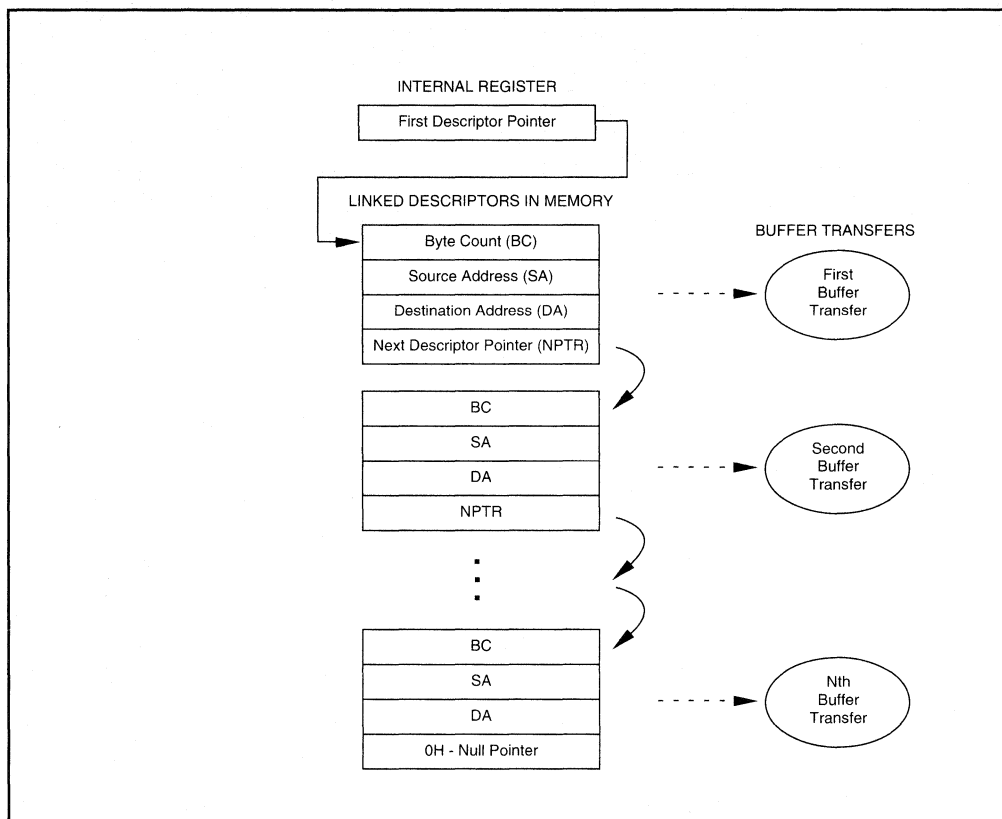 INTERNAL REGISTER
First Descriptor Pointer
LINKED DESCRIPTORS IN MEMORY
Byte Count (BC)
Source Address (SA)
Destination Address (DA)
Next Descriptor Pointer (NPTR)
BUFFER TRANSFERS
First
Buffer
Transfer
BC
SA
DA
NPTR
Second
Buffer
Transfer
BC
SA
DA
0H - Null Pointer
Nth
Buffer
Transfer